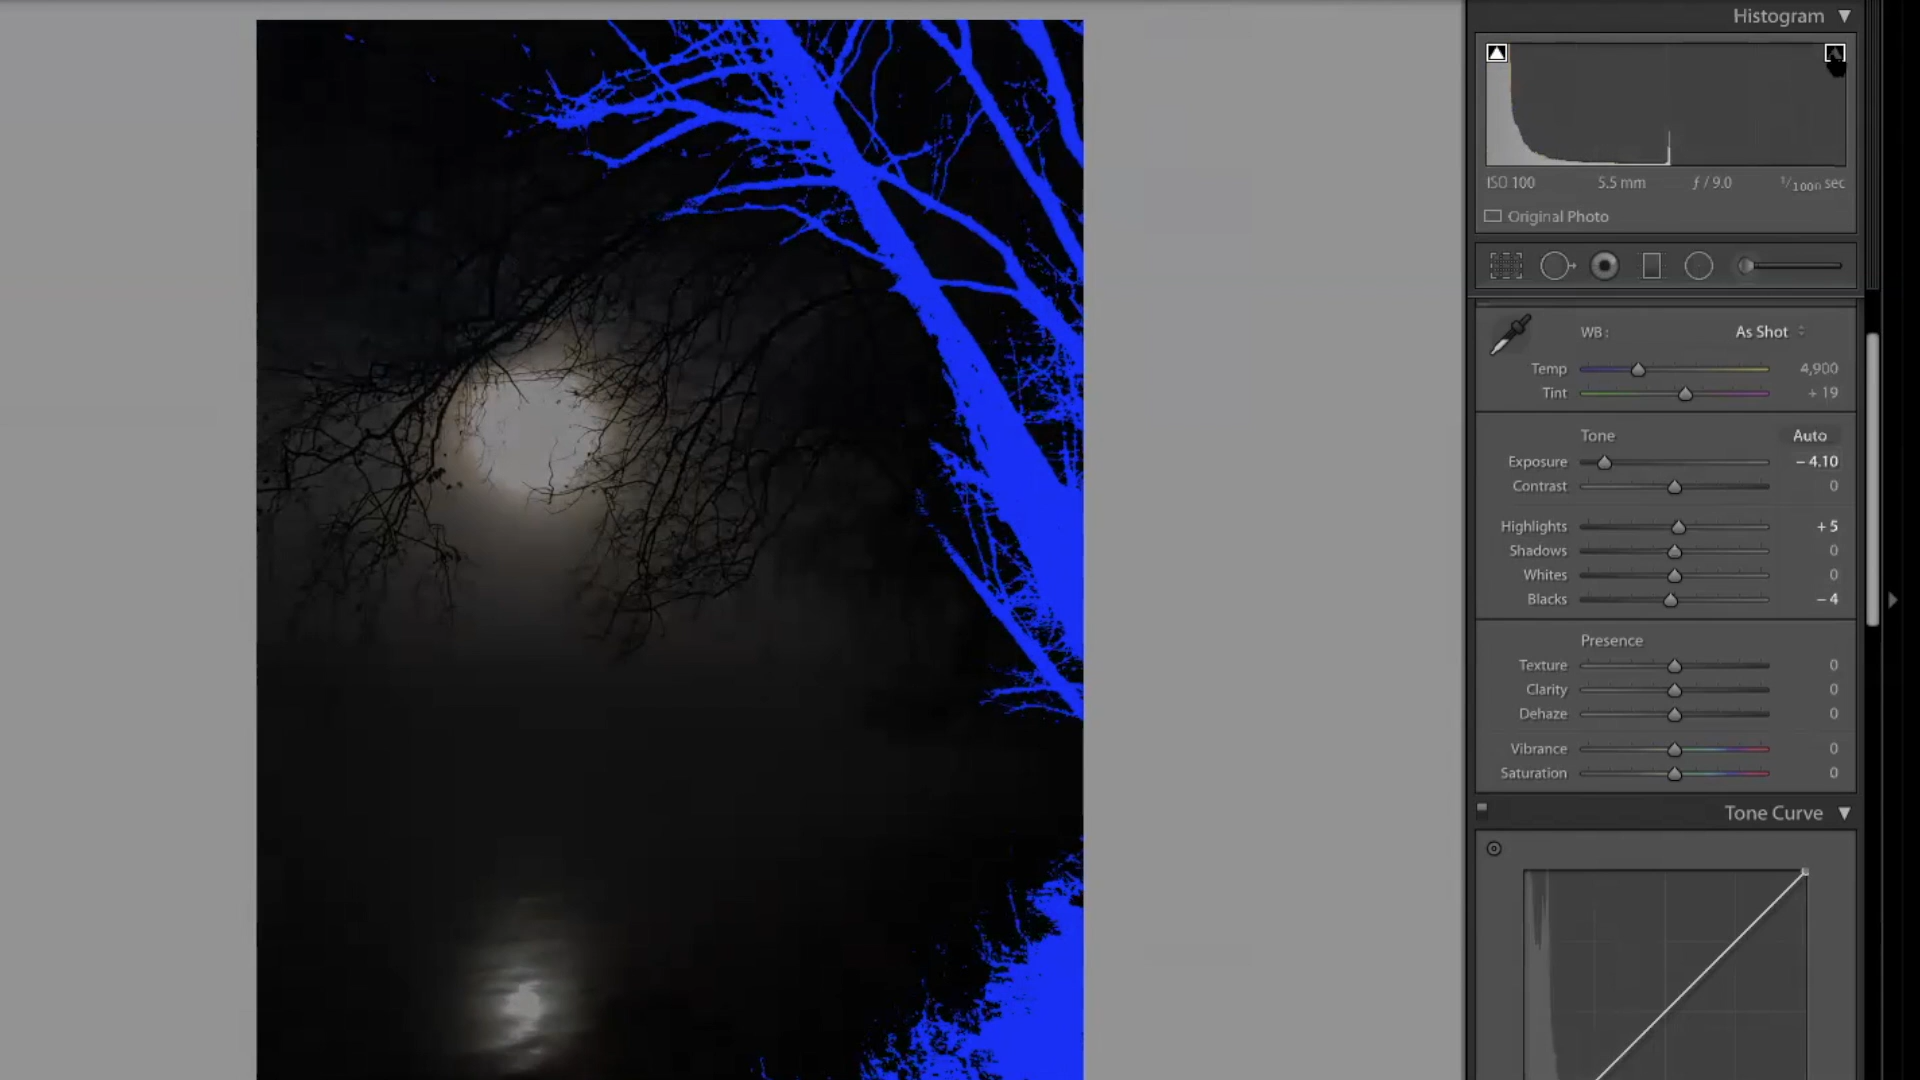 Histogram
ISO 100 5.5 mm ƒ / 9.0 1/1000 sec
Original Photo
WB : As Shot
Temp 4,900
Tint + 19
Tone Auto
Exposure – 4.10
Contrast 0
Highlights + 5
Shadows 0
Whites 0
Blacks – 4
Presence
Texture 0
Clarity 0
Dehaze 0
Vibrance 0
Saturation 0
Tone Curve